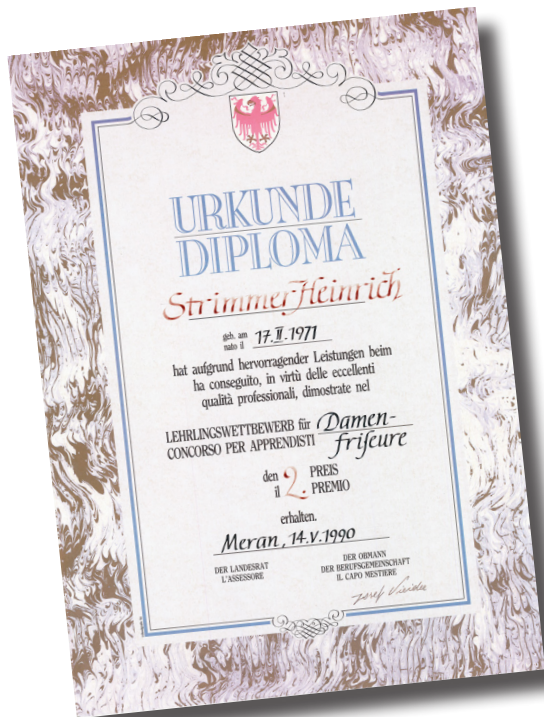 URKUNDE
DIPLOMA
Strimmer Heinrich
geb. am
nato il 17.II.1971
hat aufgrund hervorragender Leistungen beim
ha conseguito, in virtù delle eccellenti
qualità professionali, dimostrate nel
LEHRLINGSWETTBEWERB für Damen-
CONCORSO PER APPRENDISTI friseure
den 2. PREIS
il PREMIO
erhalten.
Meran, 14.V.1990
DER LANDESRAT
L'ASSESSORE
DER OBMANN
DER BERUFSGEMEINSCHAFT
IL CAPO MESTIERE
Josef